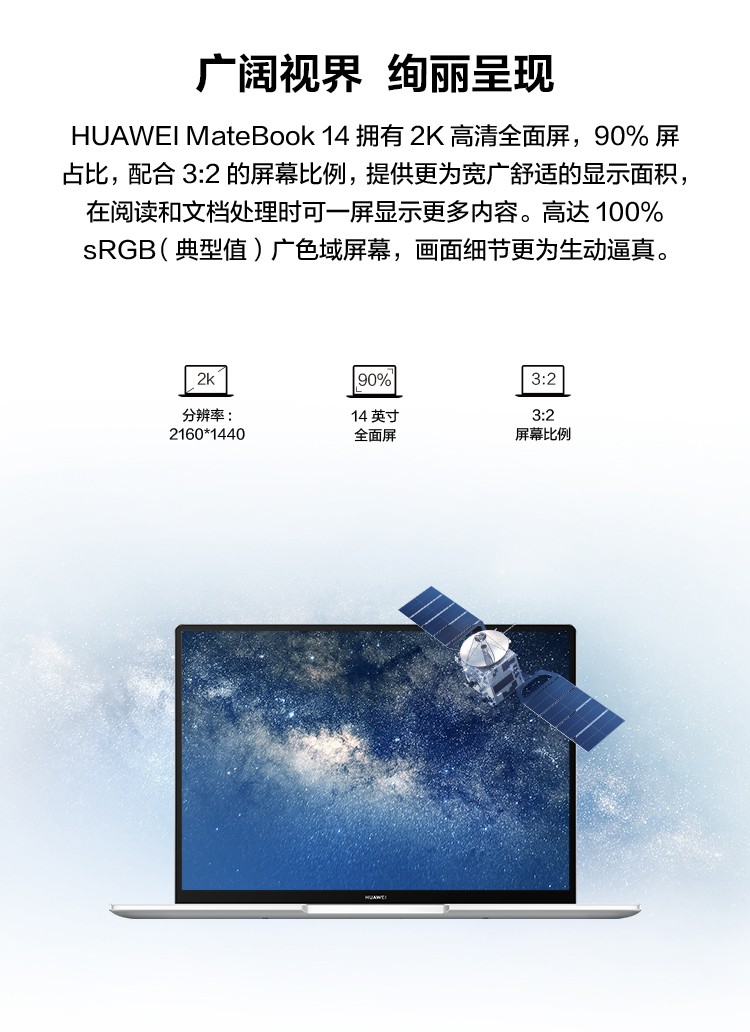 广阔视界 绚丽呈现
HUAWEI MateBook 14 拥有 2K 高清全面屏，90% 屏
占比，配合 3:2 的屏幕比例，提供更为宽广舒适的显示面积，
在阅读和文档处理时可一屏显示更多内容。高达 100%
sRGB（典型值）广色域屏幕，画面细节更为生动逼真。
2k
90%
3:2
分辨率：
2160*1440
14 英寸
全面屏
3:2
屏幕比例
HUAWEI